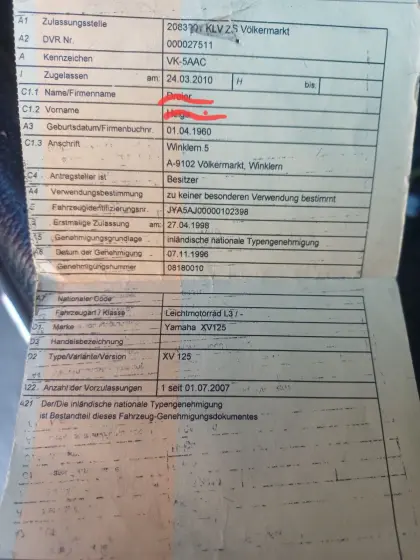 A1 Zulassungsstelle KLV ZS Völkermarkt
A2 DVR Nr. 000027511
A Kennzeichen VK-5AAC
I Zugelassen am: 24.03.2010 H bis:
C1.1 Name/Firmenname
C1.2 Vorname
A3 Geburtsdatum/Firmenbuchnr. 01.04.1960
C1.3 Anschrift Winklern 5
A-9102 Völkermarkt, Winklern
C4 Antragsteller ist Besitzer
A4 Verwendungsbestimmung zu keiner besonderen Verwendung bestimmt
E Fahrzeugidentifizierungsnr. JYA5AJ00000102398
Erstmalige Zulassung am: 27.04.1998
Genehmigungsgrundlage inländische nationale Typengenehmigung
Datum der Genehmigung 07.11.1996
Genehmigungsnummer 08180010
Nationaler Code
Fahrzeugart / Klasse Leichtmotorrad L3 / -
Marke Yamaha XV125
Handelsbezeichnung
Type/Variante/Version XV 125
A22 Anzahl der Vorzulassungen 1 seit 01.07.2007
A21 Der/Die inländische nationale Typengenehmigung
ist Bestandteil dieses Fahrzeug-Genehmigungsdokumentes